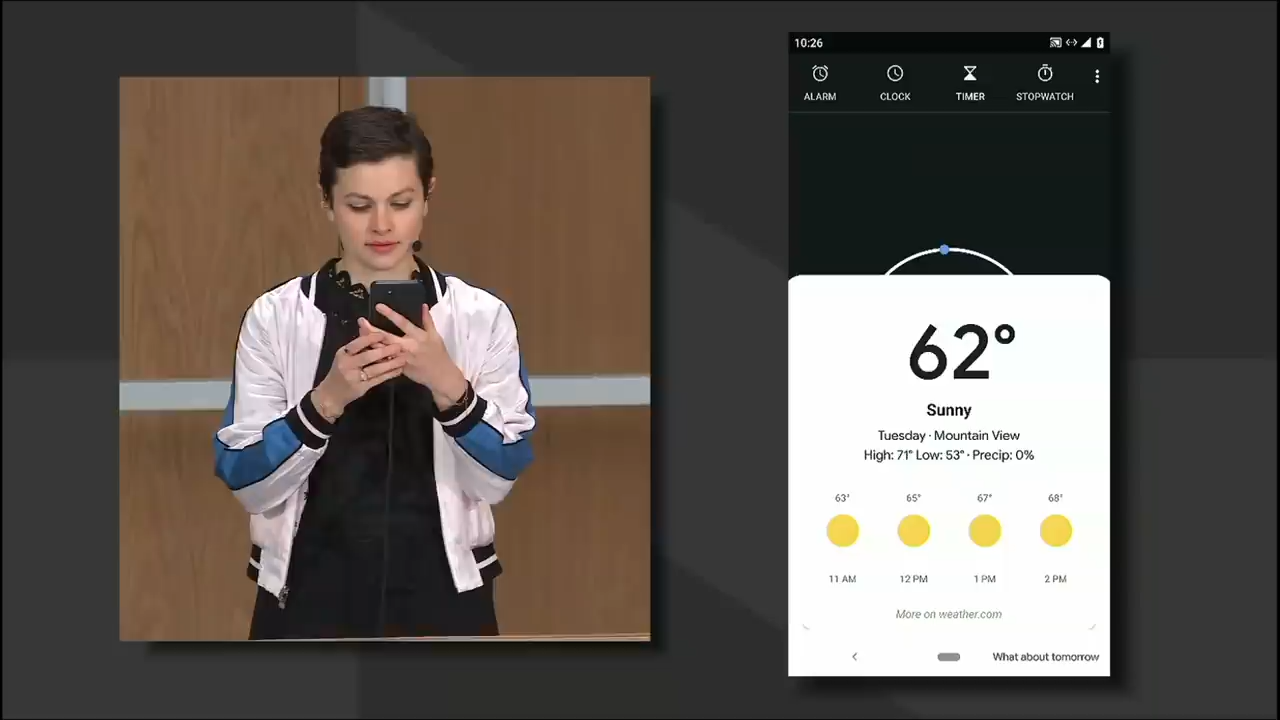 10:26
ALARM CLOCK TIMER STOPWATCH
62°
Sunny
Tuesday · Mountain View
High: 71° Low: 53° · Precip: 0%
63° 65° 67° 68°
11 AM 12 PM 1 PM 2 PM
More on weather.com
What about tomorrow